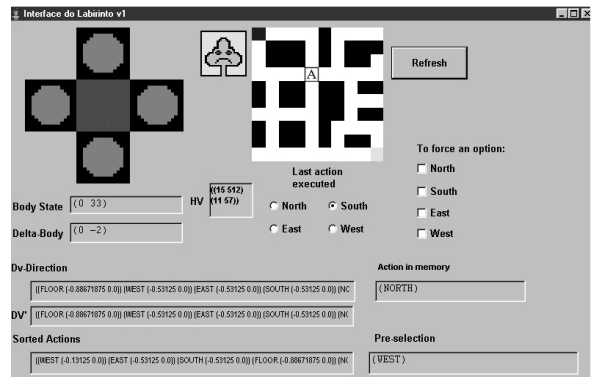 Interface do Labirinto v1
A
Refresh
To force an option:
North
South
East
West
Last action
executed
North
South
East
West
HV
((15 512)
(11 57))
Body State
(0 33)
Delta-Body
(0 -2)
Dv-Direction
((FLOOR (-0.88671875 0.0)) (WEST (-0.53125 0.0)) (EAST (-0.53125 0.0)) (SOUTH (-0.53125 0.0)) (NC
Action in memory
(NORTH)
DV'
((FLOOR (-0.88671875 0.0)) (WEST (-0.53125 0.0)) (EAST (-0.53125 0.0)) (SOUTH (-0.53125 0.0)) (NC
Sorted Actions
((WEST (-0.13125 0.0)) (EAST (-0.53125 0.0)) (SOUTH (-0.53125 0.0)) (FLOOR (-0.88671875 0.0)) (NC
Pre-selection
(WEST)